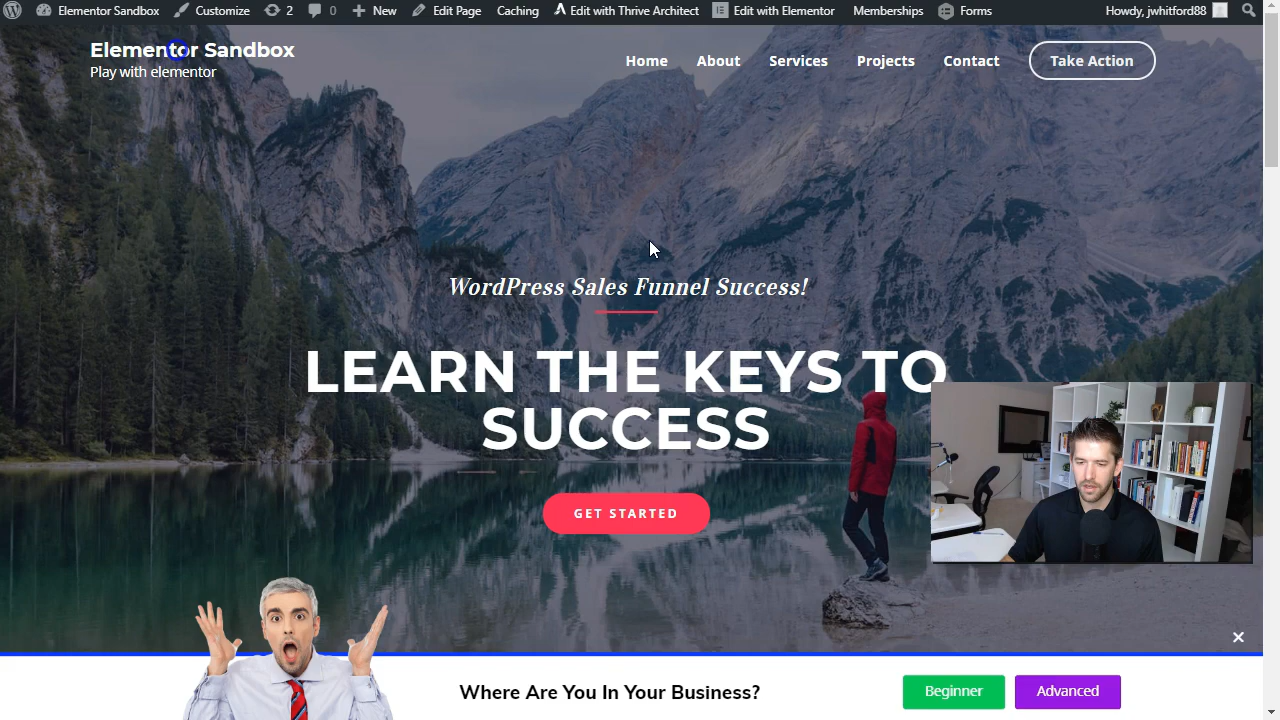 Elementor Sandbox Customize 2 0 New Edit Page Caching Edit with Thrive Architect Edit with Elementor Memberships Forms Howdy, jwhitford88
Elementor Sandbox
Play with elementor
Home About Services Projects Contact Take Action
WordPress Sales Funnel Success!
LEARN THE KEYS TO
SUCCESS
GET STARTED
Where Are You In Your Business? Beginner Advanced